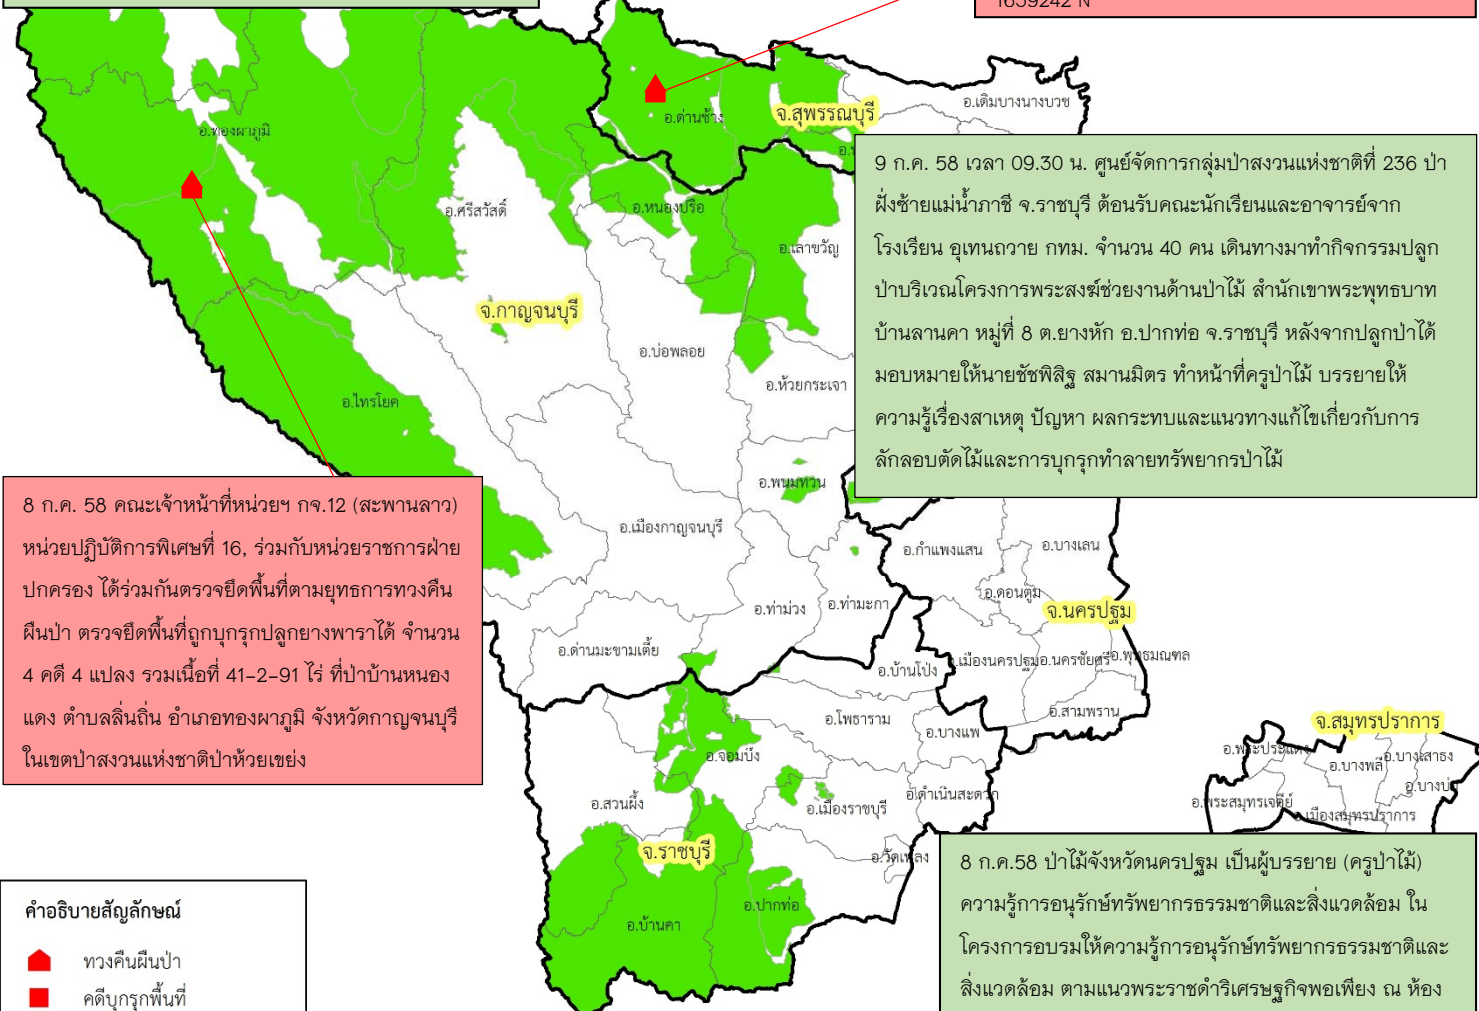 1659242 N
อ.เดิมบางนางบวช
อ.ด่านช้าง
จ.สุพรรณบุรี
อ.ทองผาภูมิ
อ.ศรีสวัสดิ์
อ.หนองปรือ
อ.เลาขวัญ
จ.กาญจนบุรี
อ.บ่อพลอย
อ.ห้วยกระเจา
อ.ไทรโยค
9 ก.ค. 58 เวลา 09.30 น. ศูนย์จัดการกลุ่มป่าสงวนแห่งชาติที่ 236 ป่า
ฝั่งซ้ายแม่น้ำภาชี จ.ราชบุรี ต้อนรับคณะนักเรียนและอาจารย์จาก
โรงเรียน อุเทนถวาย กทม. จำนวน 40 คน เดินทางมาทำกิจกรรมปลูก
ป่าบริเวณโครงการพระสงฆ์ช่วยงานด้านป่าไม้ สำนักเขาพระพุทธบาท
บ้านลานคา หมู่ที่ 8 ต.ยางหัก อ.ปากท่อ จ.ราชบุรี หลังจากปลูกป่าได้
มอบหมายให้นายชัชพิสิฐ สมานมิตร ทำหน้าที่ครูป่าไม้ บรรยายให้
ความรู้เรื่องสาเหตุ ปัญหา ผลกระทบและแนวทางแก้ไขเกี่ยวกับการ
ลักลอบตัดไม้และการบุกรุกทำลายทรัพยากรป่าไม้
อ.พนมทวน
อ.เมืองกาญจนบุรี
อ.กำแพงแสน
อ.บางเลน
อ.ดอนตูม
อ.ท่าม่วง
อ.ท่ามะกา
จ.นครปฐม
8 ก.ค. 58 คณะเจ้าหน้าที่หน่วยฯ กจ.12 (สะพานลาว)
หน่วยปฏิบัติการพิเศษที่ 16, ร่วมกับหน่วยราชการฝ่าย
ปกครอง ได้ร่วมกันตรวจยึดพื้นที่ตามยุทธการทวงคืน
ผืนป่า ตรวจยึดพื้นที่ถูกบุกรุกปลูกยางพาราได้ จำนวน
4 คดี 4 แปลง รวมเนื้อที่ 41-2-91 ไร่ ที่ป่าบ้านหนอง
แดง ตำบลลิ่นถิ่น อำเภอทองผาภูมิ จังหวัดกาญจนบุรี
ในเขตป่าสงวนแห่งชาติป่าห้วยเขย่ง
อ.ด่านมะขามเตี้ย
อ.บ้านโป่ง
อ.เมืองนครปฐม
อ.นครชัยศรี
อ.พุทธมณฑล
อ.โพธาราม
อ.บางแพ
อ.สามพราน
จ.สมุทรปราการ
อ.พระประแดง
อ.บางพลี
อ.บางเสาธง
อ.บางบ่อ
อ.พระสมุทรเจดีย์
อ.เมืองสมุทรปราการ
อ.จอมบึง
อ.สวนผึ้ง
อ.เมืองราชบุรี
อ.ดำเนินสะดวก
จ.ราชบุรี
อ.วัดเพลง
อ.ปากท่อ
อ.บ้านคา
8 ก.ค.58 ป่าไม้จังหวัดนครปฐม เป็นผู้บรรยาย (ครูป่าไม้)
ความรู้การอนุรักษ์ทรัพยากรธรรมชาติและสิ่งแวดล้อม ใน
โครงการอบรมให้ความรู้การอนุรักษ์ทรัพยากรธรรมชาติและ
สิ่งแวดล้อม ตามแนวพระราชดำริเศรษฐกิจพอเพียง ณ ห้อง
คำอธิบายสัญลักษณ์
ทวงคืนผืนป่า
คดีบุกรุกพื้นที่